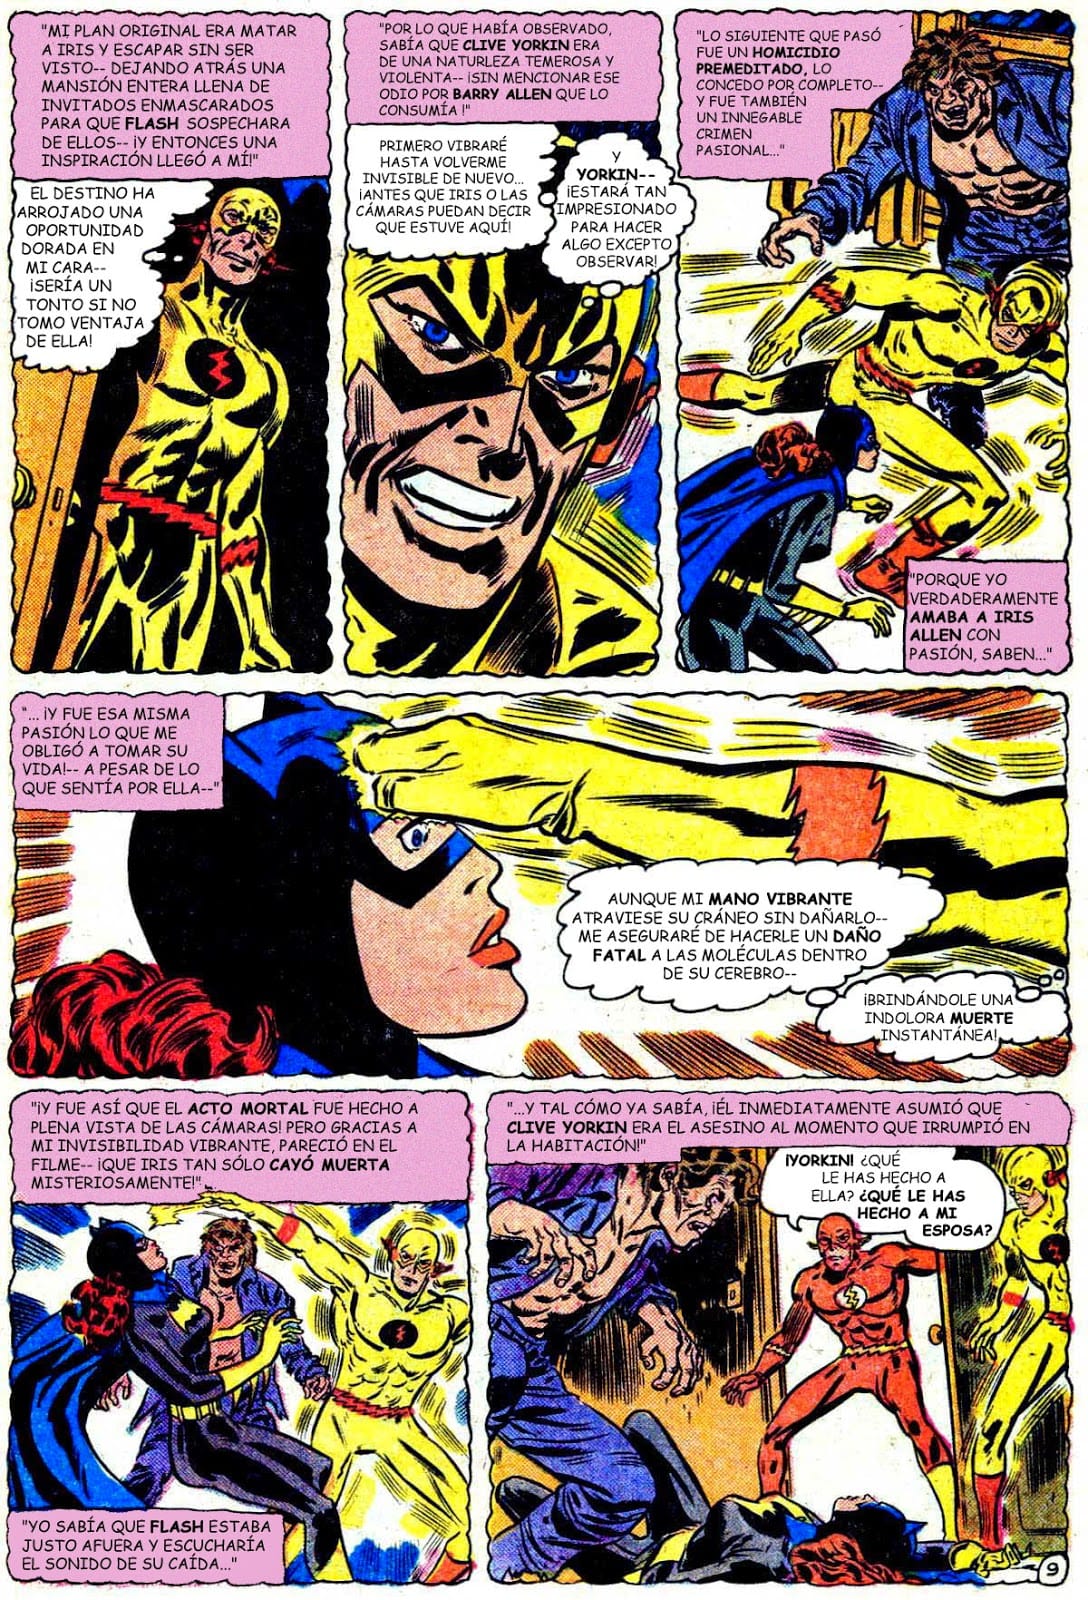 "MI PLAN ORIGINAL ERA MATAR
A IRIS Y ESCAPAR SIN SER
VISTO-- DEJANDO ATRÁS UNA
MANSIÓN ENTERA LLENA DE
INVITADOS ENMASCARADOS
PARA QUE FLASH SOSPECHARA
DE ELLOS-- ¡Y ENTONCES UNA
INSPIRACIÓN LLEGÓ A MÍ!"
EL DESTINO HA
ARROJADO UNA
OPORTUNIDAD
DORADA EN
MI CARA--
¡SERÍA UN
TONTO SI NO
TOMO VENTAJA
DE ELLA!
"POR LO QUE HABÍA OBSERVADO,
SABÍA QUE CLIVE YORKIN ERA
DE UNA NATURLEZA TEMEROSA Y
VIOLENTA-- ¡SIN MENCIONAR ESE
ODIO POR BARRY ALLEN QUE LO
CONSUMÍA !"
PRIMERO VIBRARÉ
HASTA VOLVERME
INVISIBLE DE NUEVO...
¡ANTES QUE IRIS O LAS
CÁMARAS PUEDAN DECIR
QUE ESTUVE AQUÍ!
Y
YORKIN--
¡ESTARÁ TAN
IMPRESIONADO
PARA HACER
ALGO EXCEPTO
OBSERVAR!
"LO SIGUIENTE QUE PASÓ
FUE UN HOMICIDIO
PREMEDITADO, LO
CONCEDO POR COMPLETO--
Y FUE TAMBIÉN
UN INNEGABLE
CRIMEN
PASIONAL..."
"PORQUE YO
VERDADERAMENTE
AMABA A IRIS
ALLEN CON
PASIÓN, SABEN..."
"... ¡Y FUE ESA MISMA
PASIÓN LO QUE ME
OBLIGÓ A TOMAR SU
VIDA!-- A PESAR DE LO
QUE SENTÍA POR ELLA--"
AUNQUE MI MANO VIBRANTE
ATRAVIESE SU CRÁNEO SIN DAÑARLO--
ME ASEGURARÉ DE HACERLE UN DAÑO
FATAL A LAS MOLÉCULAS DENTRO
DE SU CEREBRO--
¡BRINDÁNDOLE UNA
INDOLORA MUERTE
INSTANTÁNEA!
"¡Y FUE ASÍ QUE EL ACTO MORTAL FUE HECHO A
PLENA VISTA DE LAS CÁMARAS! PERO GRACIAS A
MI INVISIBILIDAD VIBRANTE, PARECIÓ EN EL
FILME-- ¡QUE IRIS TAN SÓLO CAYÓ MUERTA
MISTERIOSAMENTE!"
"YO SABÍA QUE FLASH ESTABA
JUSTO AFUERA Y ESCUCHARÍA
EL SONIDO DE SU CAÍDA..."
"...Y TAL CÓMO YA SABÍA, ¡ÉL INMEDIATAMENTE ASUMIÓ QUE
CLIVE YORKIN ERA EL ASESINO AL MOMENTO QUE IRRUMPIÓ EN
LA HABITACIÓN!"
¡YORKIN! ¿QUÉ
LE HAS HECHO A
ELLA? ¿QUÉ LE HAS
HECHO A MI
ESPOSA?
9